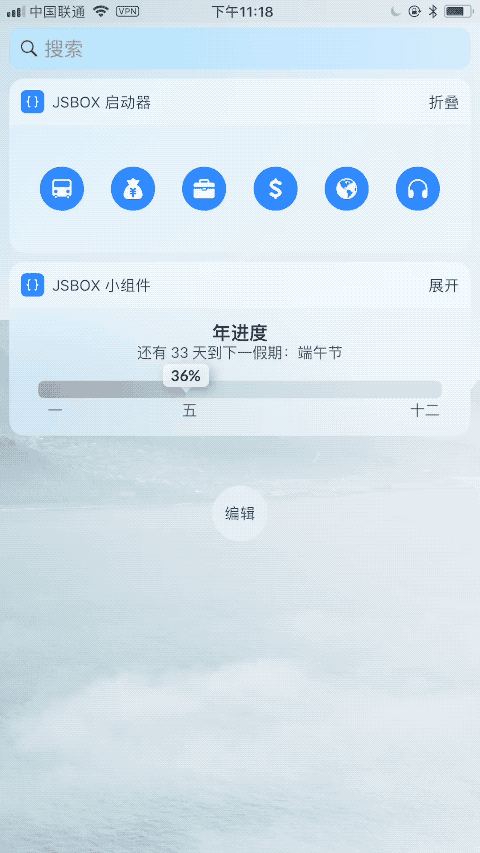 中国联通 VPN 下午11:18
搜索
{ } JSBOX 启动器 折叠
¥ $
{ } JSBOX 小组件 展开
年进度
还有 33 天到下一假期：端午节
36%
一 五 十二
编辑